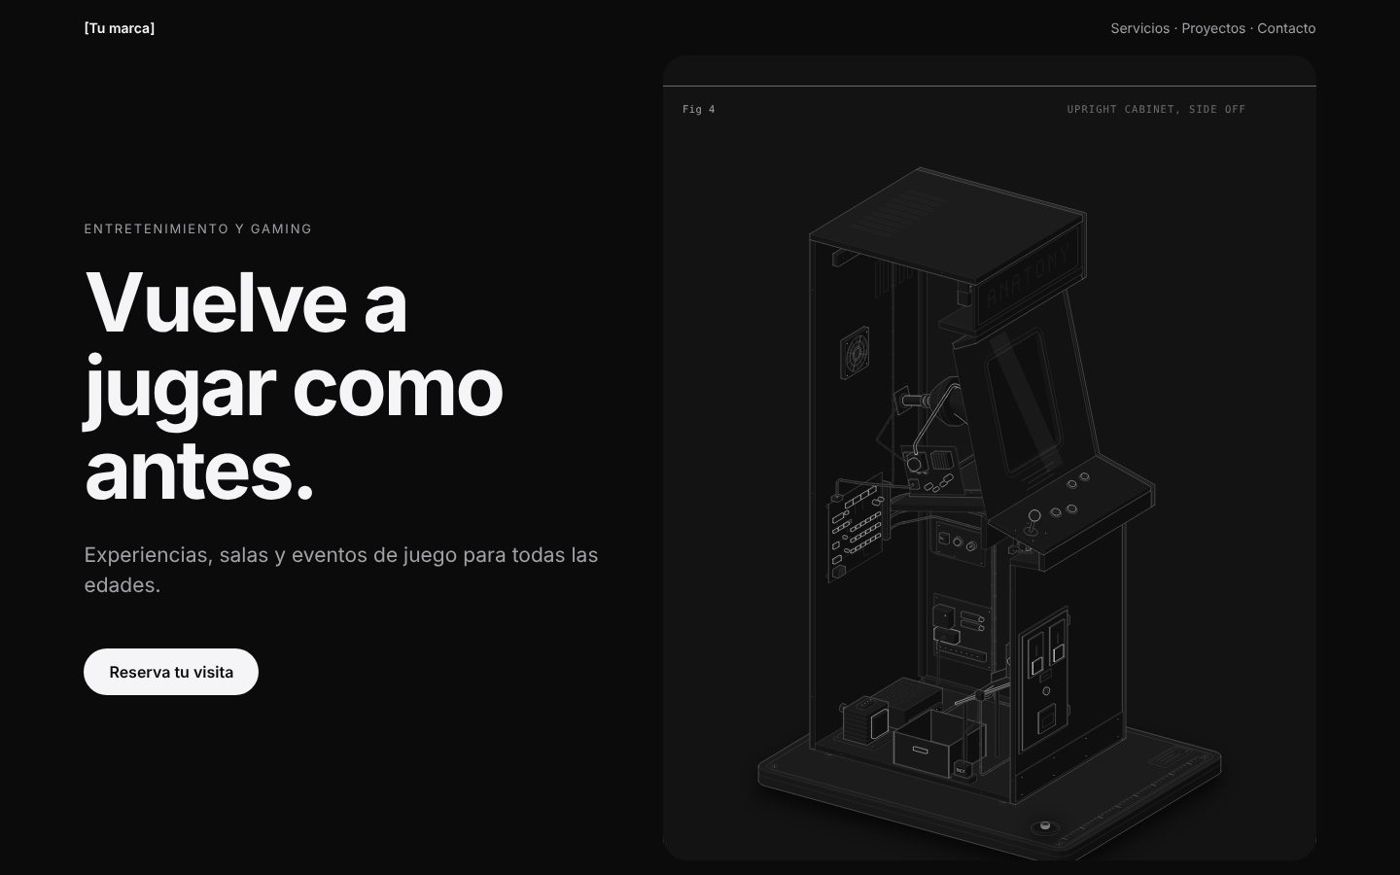 [Tu marca]
Servicios · Proyectos · Contacto
Fig 4
UPRIGHT CABINET, SIDE OFF
ANATOMY
ENTRETENIMIENTO Y GAMING
Vuelve a
jugar como
antes.
Experiencias, salas y eventos de juego para todas las
edades.
Reserva tu visita